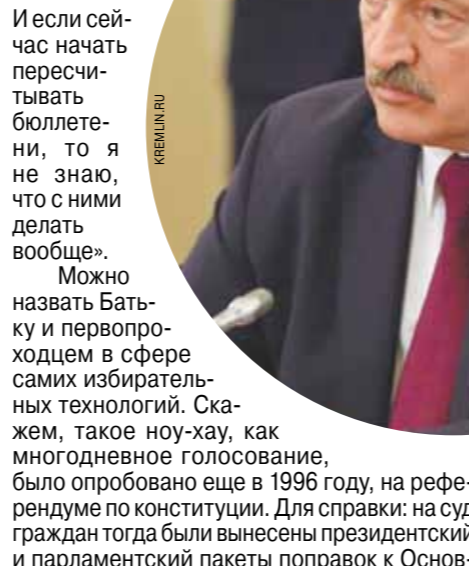 И если сей-
час начать
пересчи-
тывать
бюллете-
ни, то я
не знаю,
что с ними
делать
вообще».
Можно
назвать Бать-
ку и первопро-
ходцем в сфере
самих избиратель-
ных технологий. Ска-
жем, такое ноу-хау, как
многодневное голосование,
было опробовано еще в 1996 году, на рефе-
рендуме по конституции. Для справки: на суд
граждан тогда были вынесены президентский
и парламентский пакеты поправок к Основ-
KREMLIN.RU